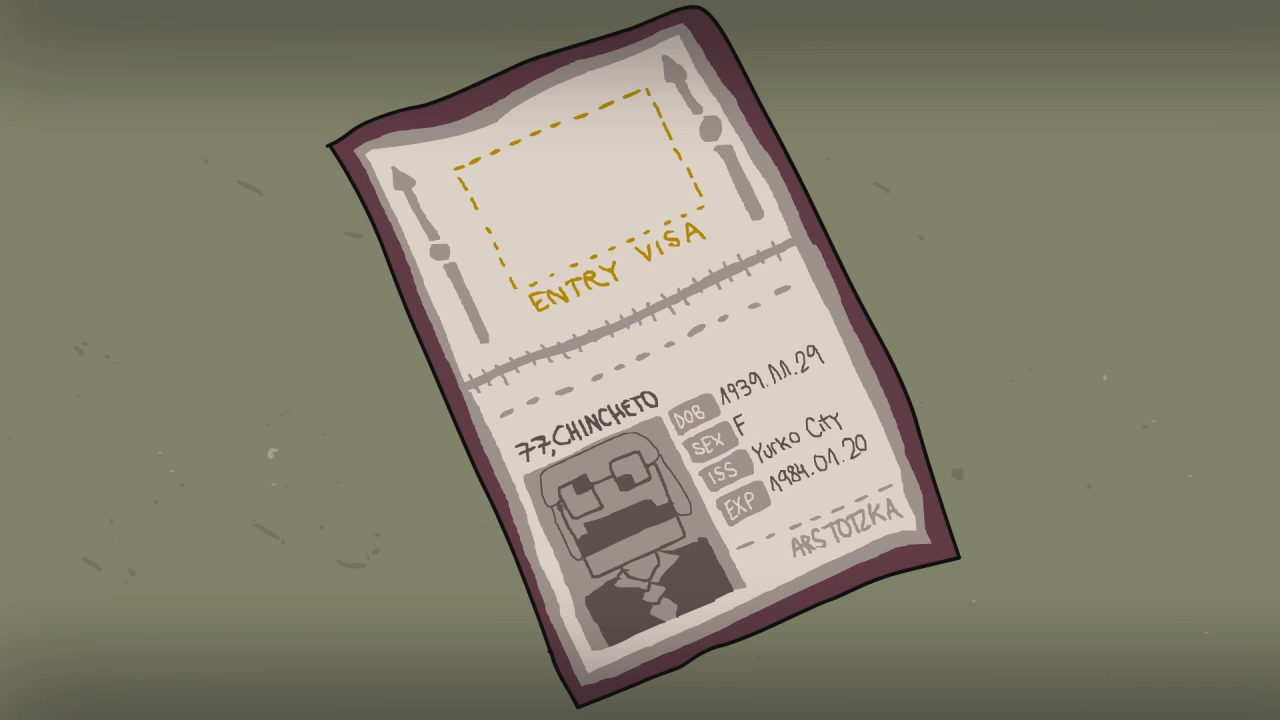 ENTRY VISA
77,CHINCHETO
DOB 1939.11.29
SEX F
ISS Yurko City
EXP 1984.01.20
ARSTOTZKA